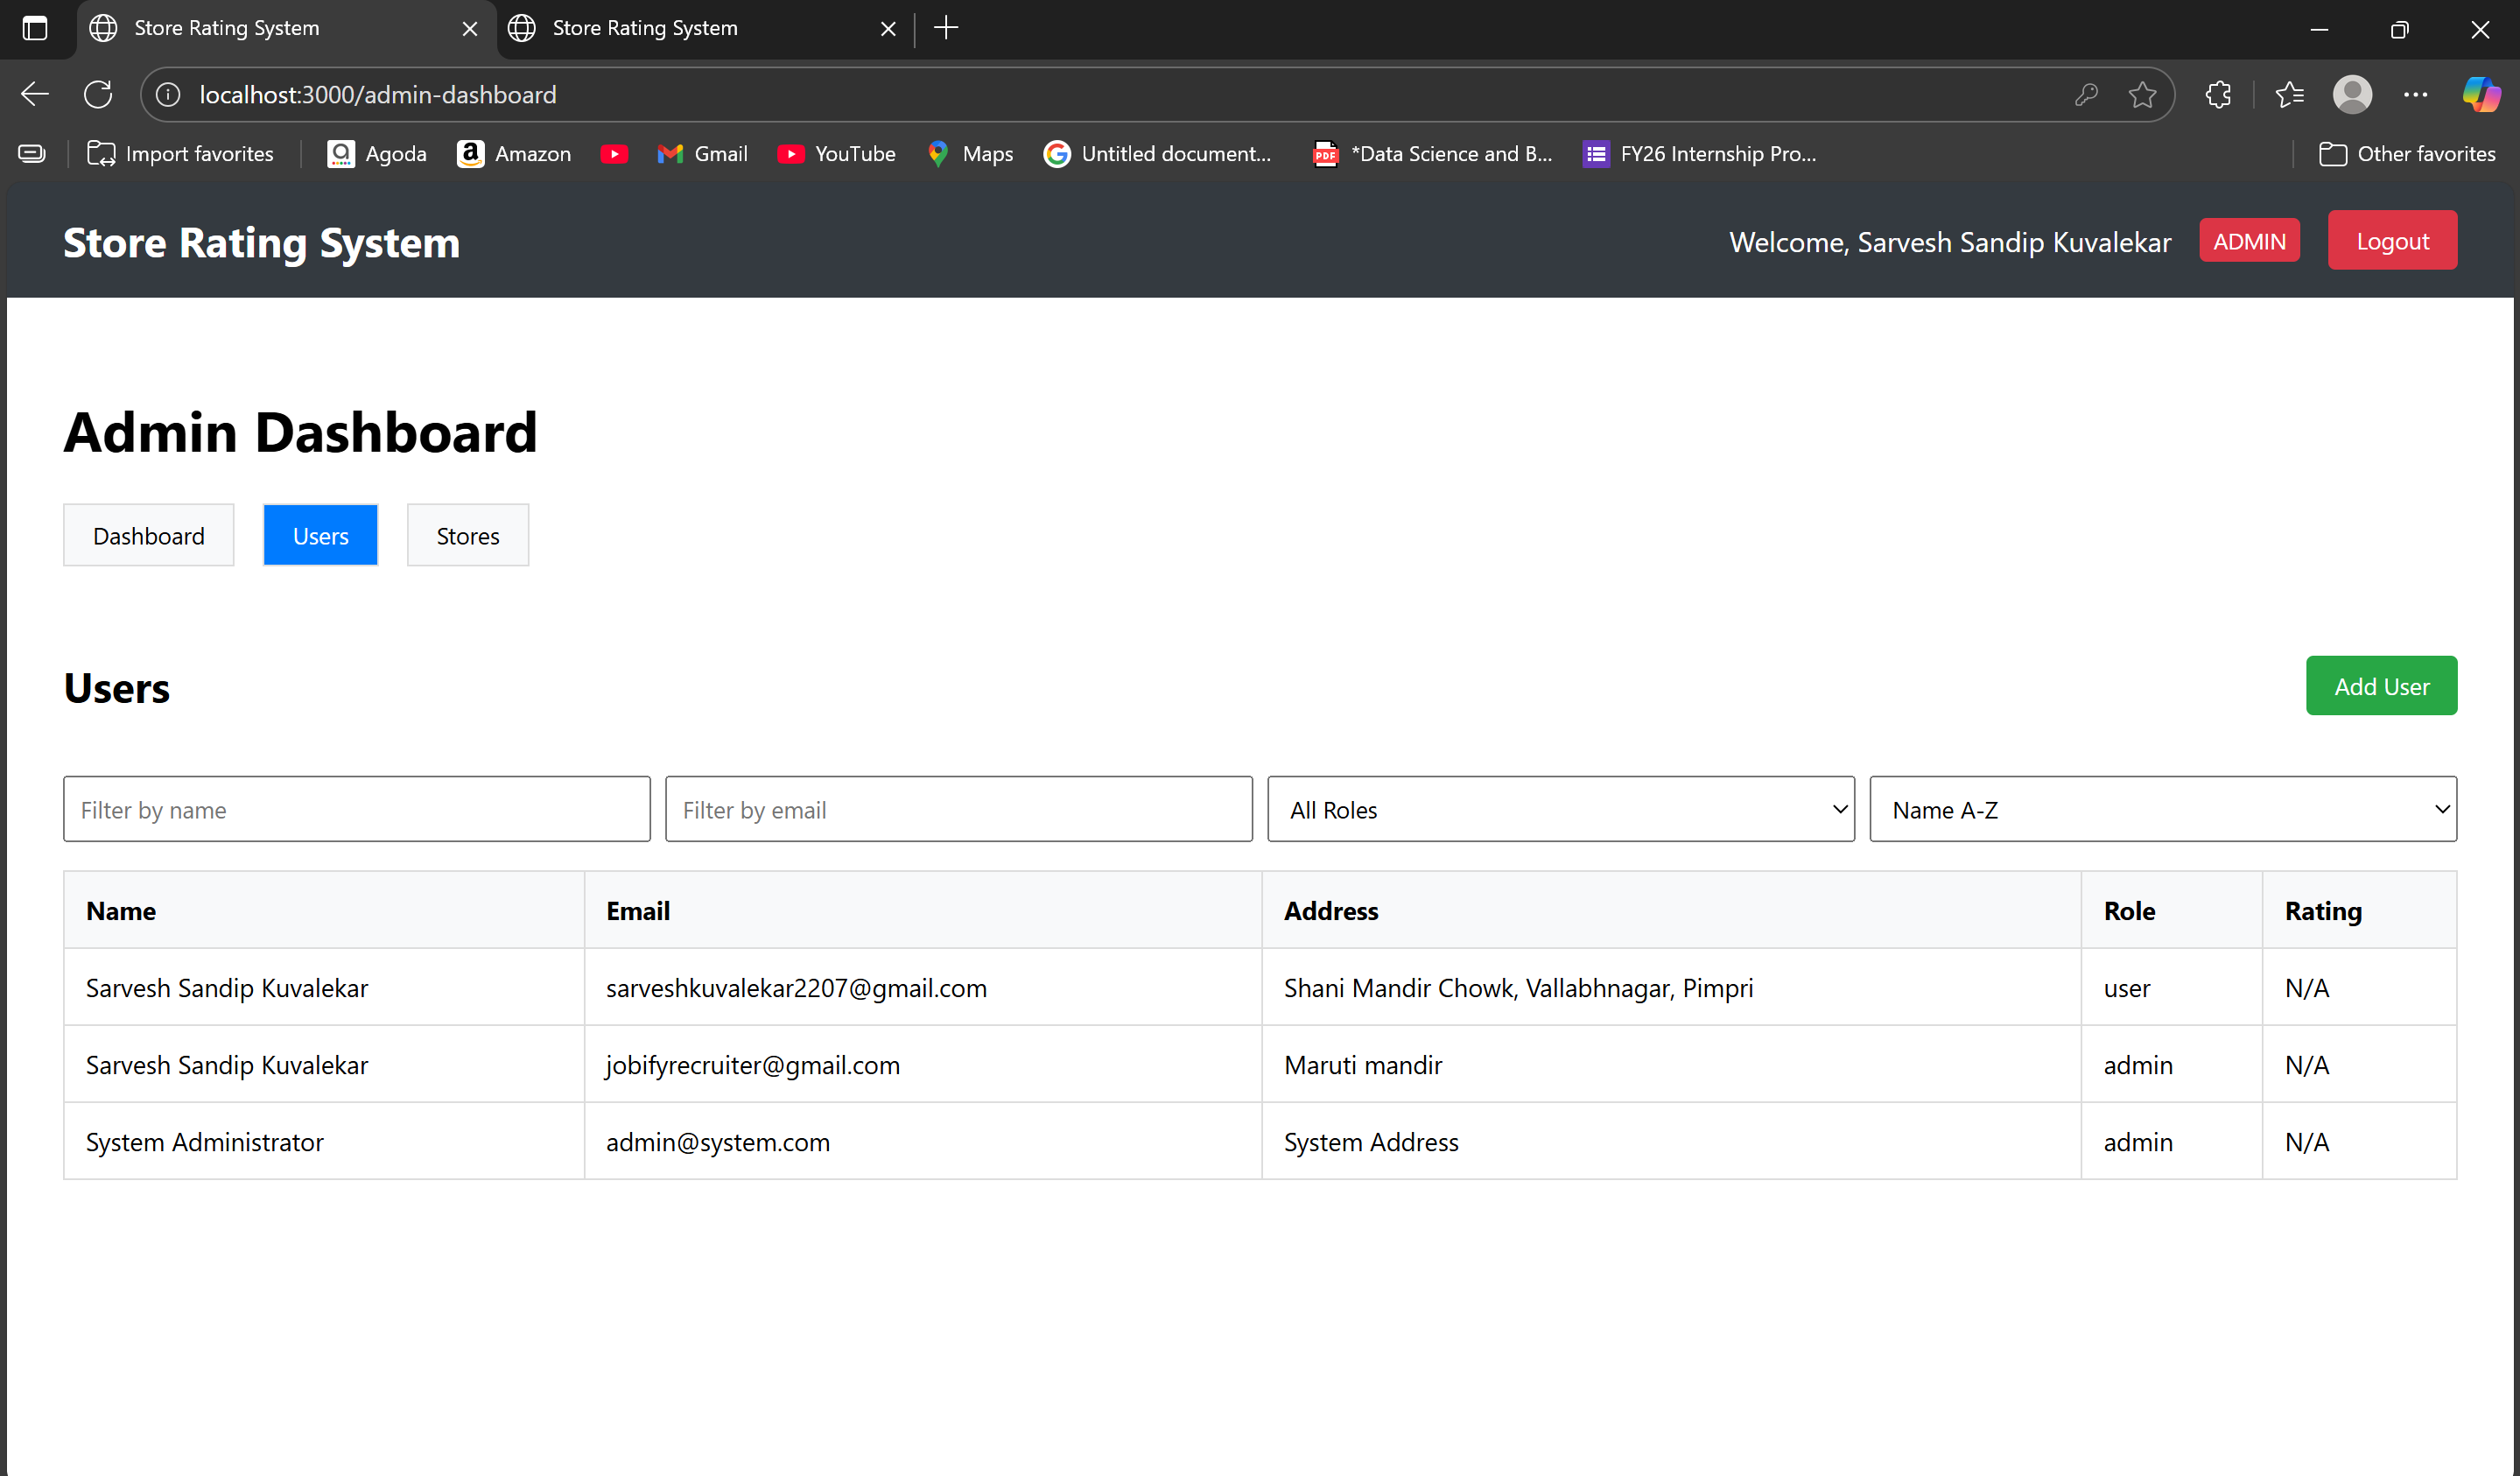 Store Rating System
Store Rating System
localhost:3000/admin-dashboard
Import favorites
Agoda
Amazon
Gmail
YouTube
Maps
Untitled document...
*Data Science and B...
FY26 Internship Pro...
Other favorites
Store Rating System
Welcome, Sarvesh Sandip Kuvalekar ADMIN Logout
Admin Dashboard
Dashboard Users Stores
Users
Add User
Filter by name Filter by email All Roles Name A-Z
Name Email Address Role Rating
Sarvesh Sandip Kuvalekar sarveshkuvalekar2207@gmail.com Shani Mandir Chowk, Vallabhnagar, Pimpri user N/A
Sarvesh Sandip Kuvalekar jobifyrecruiter@gmail.com Maruti mandir admin N/A
System Administrator admin@system.com System Address admin N/A